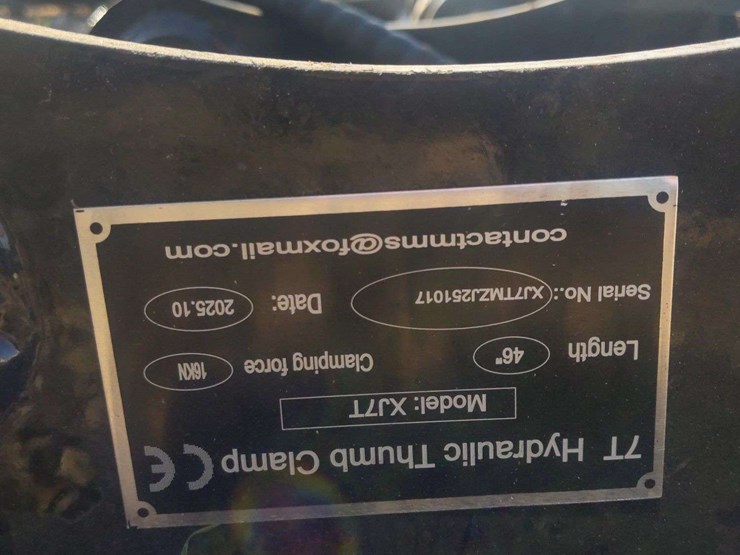 7T Hydraulic Thumb Clamp CE
Model: XJ7T
Length 46" Clamping force 16KN
Serial No.: XJ7TMZJ251017 Date: 2025.10
contactmms@foxmail.com